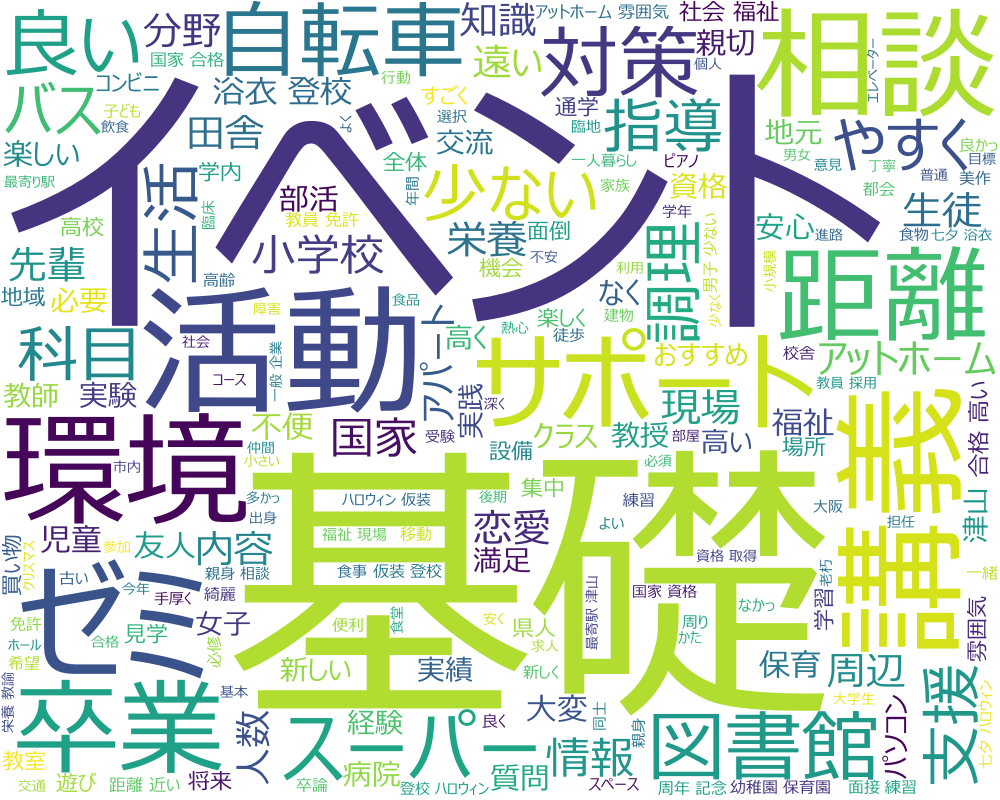 アットホーム 雰囲気
社会 福祉
良い
分野
自転車
知識
対策
親切
相談
国家 合格
遠い
個人
エレベーター
コンビニ
行動
バス
子ども
飲食
浴衣 登校
すごく
通学
指導
地元
やすく
良かっ
田舎
よく
選択
臨地
楽しい
交流
男女
意見
丁寧
目標
最寄り駅
学内
全体
一人暮らし
ピアノ
普通
美作
イベント
生活
臨床
部活
年間
少ない
家族
資格
都会
生徒
高校
教員 免許
学年
少なく
男子 少ない
安心
進路
食物
七夕 浴衣
先輩
小学校
栄養
面倒
調理
小規模
距離
地域
必要
高齢
機会
不安
なく
利用
障害
食品
楽しく
建物
科目
社会
活動
高く
熱心
徒歩
サポート
おすすめ
校舎
アットホーム
教師
実験
コース
一般 企業
アパート
深く
実践
現場
教員 採用
講義
環境
不便
国家
受験
クラス
教授
部屋
高い
福祉
場所
合格 高い
市内
仲間
小さい
設備
必須
基礎
多かっ
出身
ハロウィン 仮装
後期
集中
練習
大阪
担任
津山
児童
友人
内容
福祉 現場
移動
恋愛
よい
買い物
クリスマス
参加
満足
資格 取得
ゼミ
古い
今年
親身 相談
食事 仮装 登校
国家 資格
学習
老朽
一緒
手厚く
綺麗
最寄駅 津山
なかっ
雰囲気
免許
ホール
合格
見学
必修
女子
便利
食堂
安く
県人
求人
周り
かた
希望
新しい
実績
新しく
保育
周辺
支援
栄養 教諭
卒業
基本
大変
同士
大学生
パソコン
七夕 ハロウィン
人数
スーパー
経験
良く
親身
情報
図書館
教室
病院
質問
交通
遊び
距離 近い
将来
卒論
登校 ハロウィン
スペース
周年 記念
幼稚園 保育園
面接 練習